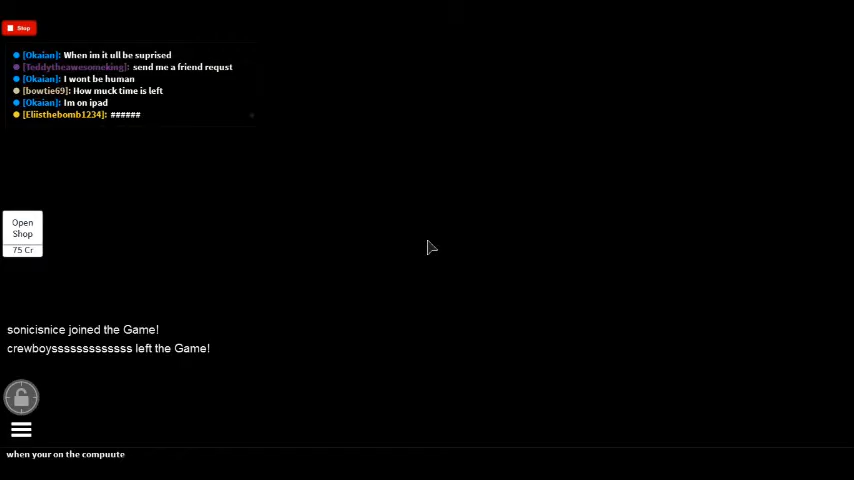 Stop
[Okaian]: When im it ull be suprised
[Teddytheawesomeking]: send me a friend requst
[Okaian]: I wont be human
[bowtie69]: How muck time is left
[Okaian]: Im on ipad
[Eliisthebomb1234]: ######
Open
Shop
75 Cr
sonicisnice joined the Game!
crewboysssssssssssss left the Game!
when your on the compuute